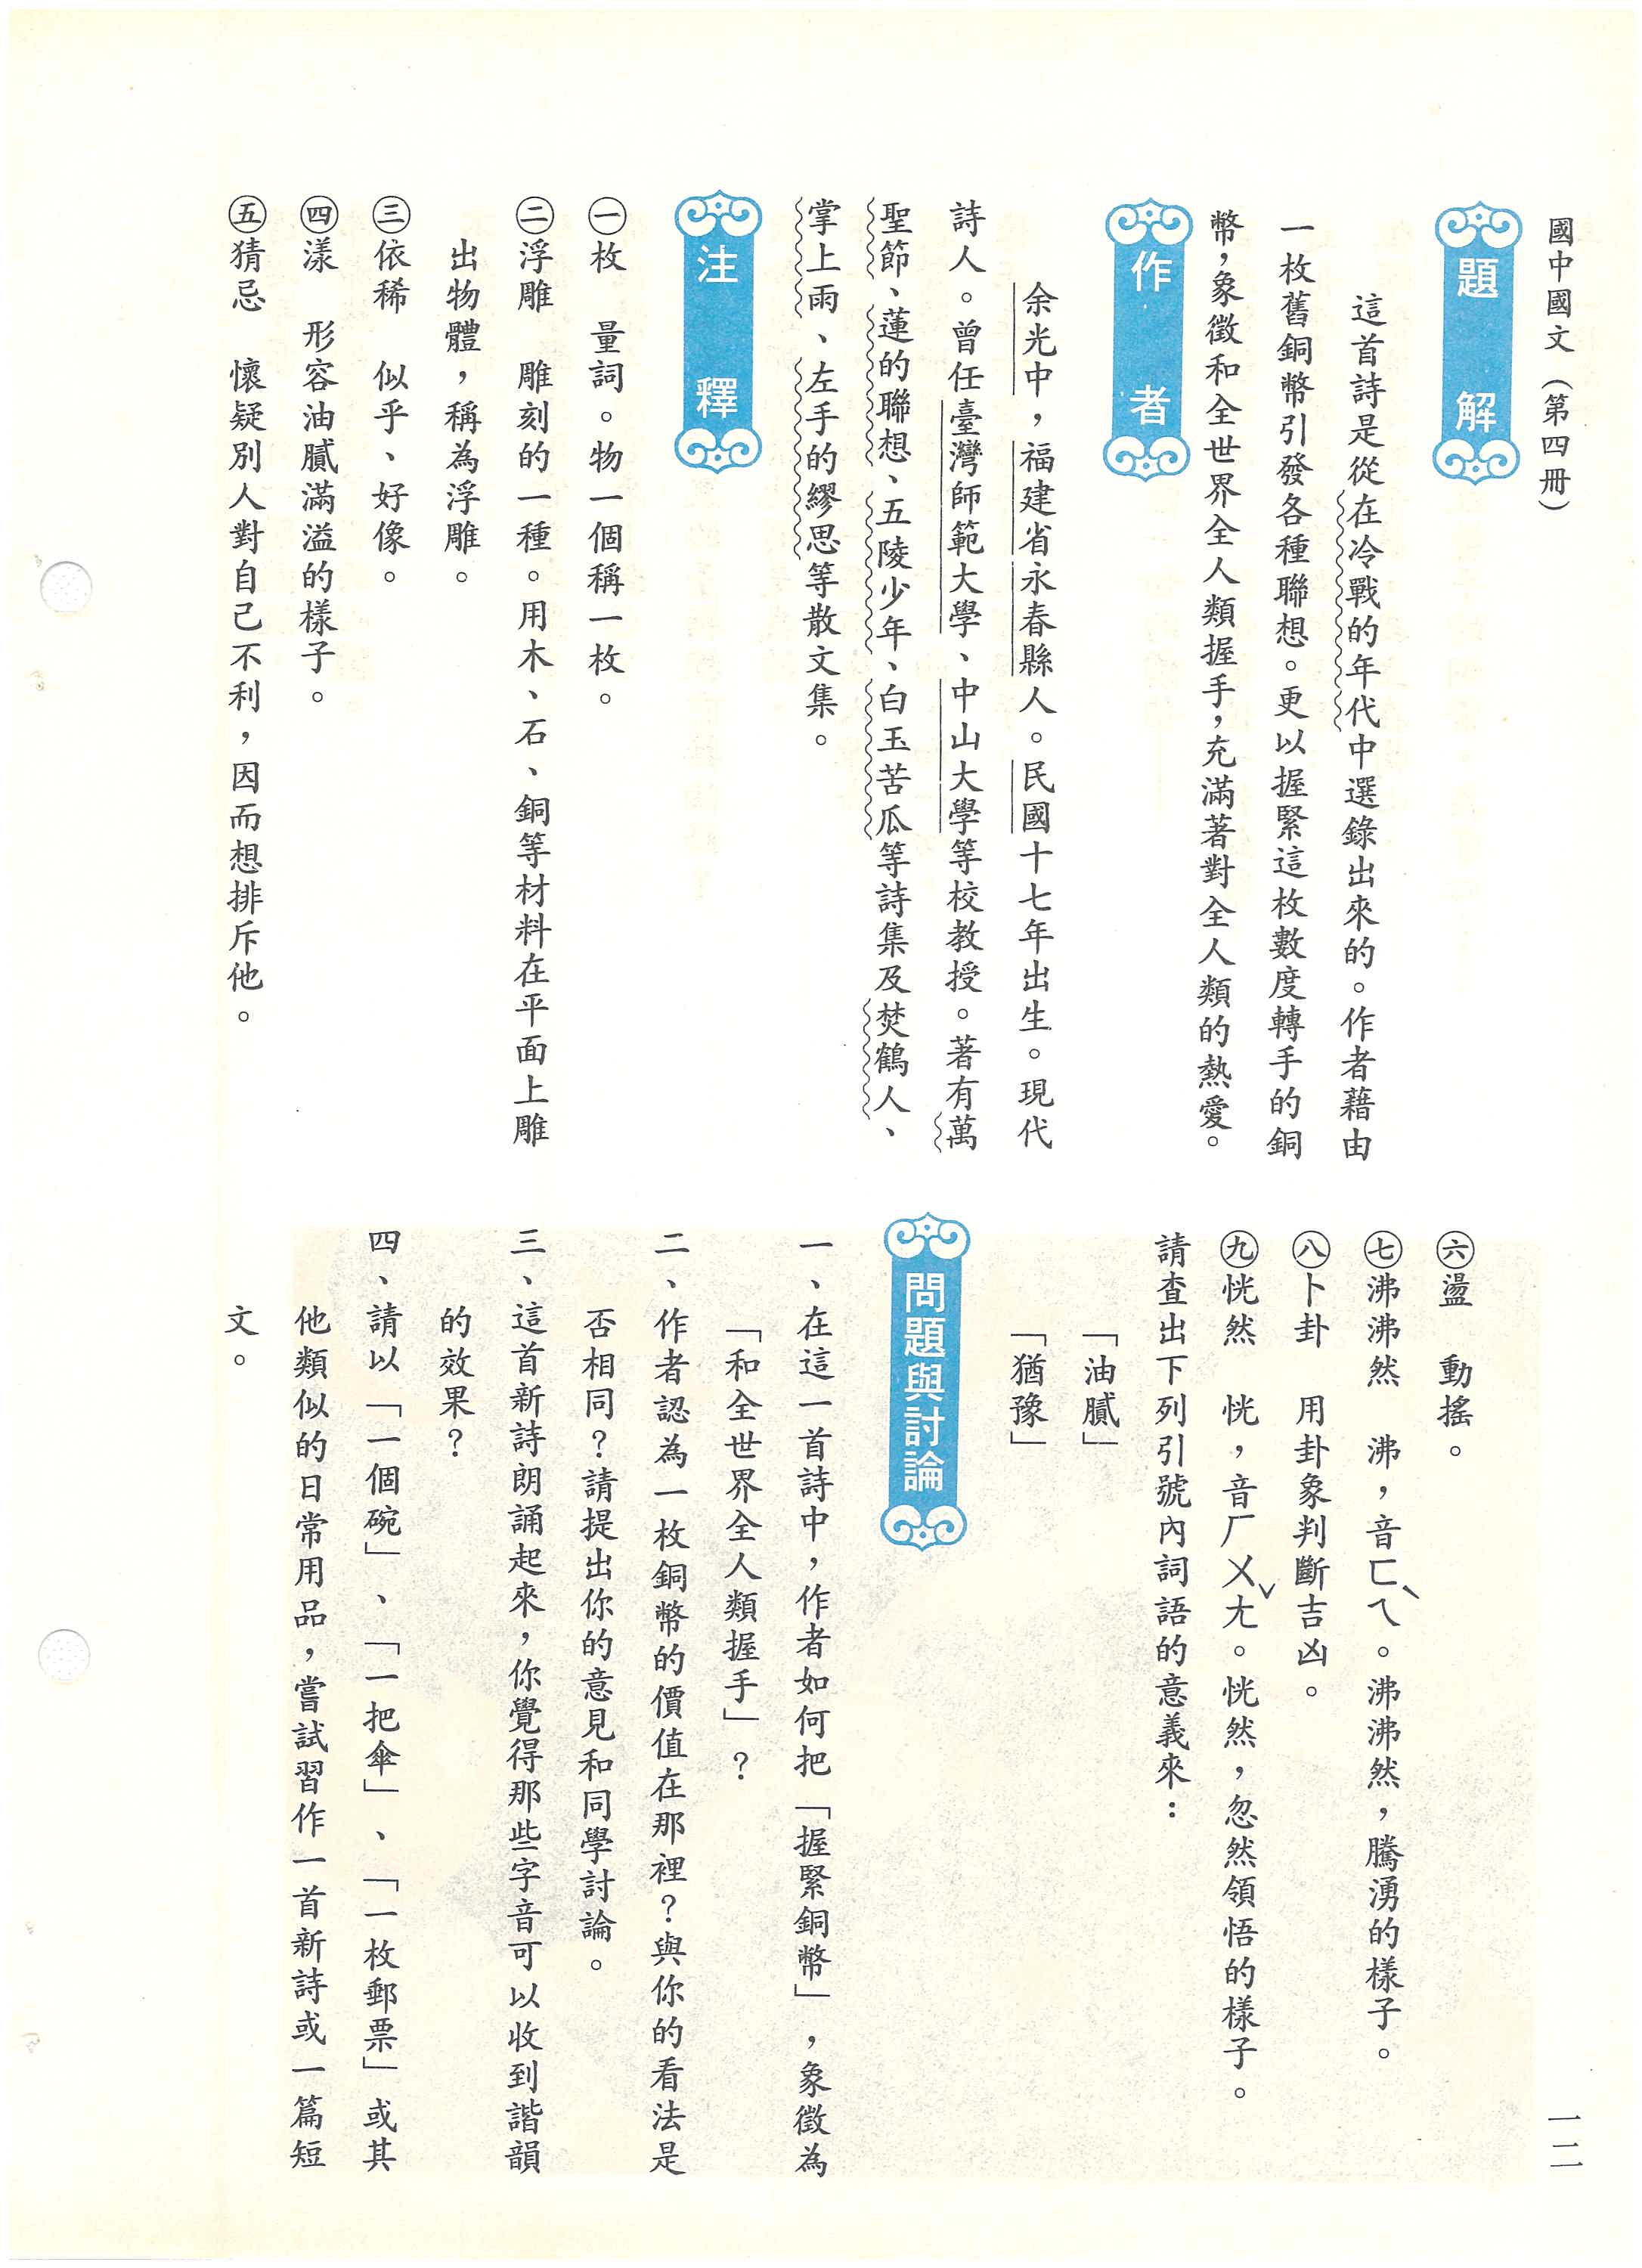 國中國文（第四冊）
題解
這首詩是從在冷戰的年代中選錄出來的。作者藉由
一枚舊銅幣引發各種聯想。更以握緊這枚數度轉手的銅
幣，象徵和全世界全人類握手，充滿著對全人類的熱愛。
作者
余光中，福建省永春縣人。民國十七年出生。現代
詩人。曾任臺灣師範大學、中山大學等校教授。著有萬
聖節、蓮的聯想、五陵少年、白玉苦瓜等詩集及焚鶴人、
掌上雨、左手的繆思等散文集。
注釋
㊀枚　量詞。物一個稱一枚。
㊁浮雕　雕刻的一種。用木、石、銅等材料在平面上雕
出物體，稱為浮雕。
㊂依稀　似乎、好像。
㊃漾　形容油膩滿溢的樣子。
㊄猜忌　懷疑別人對自己不利，因而想排斥他。
㊅盪　動搖。
㊆沸沸然　沸，音ㄈㄟˋ。沸沸然，騰湧的樣子。
㊇卜卦　用卦象判斷吉凶。
㊈恍然　恍，音ㄏㄨㄤˇ。恍然，忽然領悟的樣子。
請查出下列引號內詞語的意義來：
「油膩」
「猶豫」
問題與討論
一、在這一首詩中，作者如何把「握緊銅幣」，象徵為
「和全世界全人類握手」？
二、作者認為一枚銅幣的價值在那裡？與你的看法是
否相同？請提出你的意見和同學討論。
三、這首新詩朗誦起來，你覺得那些字音可以收到諧韻
的效果？
四、請以「一個碗」、「一把傘」、「一枚郵票」或其
他類似的日常用品，嘗試習作一首新詩或一篇短
文。
一二